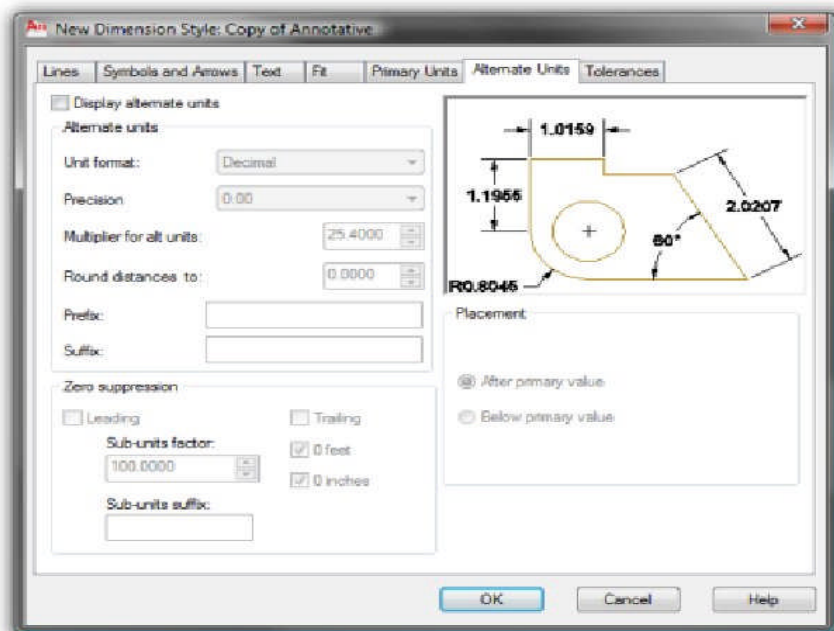 New Dimension Style: Copy of Annotative
Lines
Symbols and Arrows
Text
Fit
Primary Units
Alternate Units
Tolerances
Display alternate units
Alternate units
Unit format:
Decimal
Precision
0.00
Multiplier for alt units:
25.4000
Round distances to:
0.0000
Prefix:
Suffix:
Zero suppression
Leading
Sub-units factor:
100.0000
Sub-units suffix:
Trailing
0 feet
0 inches
1.0159
1.1955
2.0207
60°
R0.8045
Placement
After primary value
Below primary value
OK
Cancel
Help